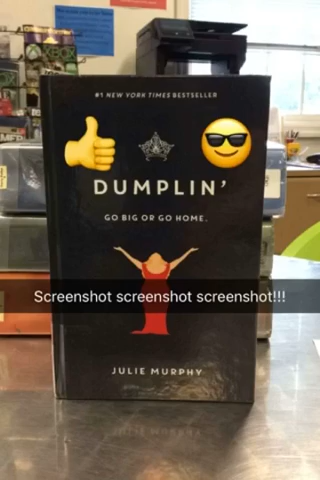 #1 NEW YORK TIMES BESTSELLER
DUMPLIN'
GO BIG OR GO HOME.
Screenshot screenshot screenshot!!!
JULIE MURPHY